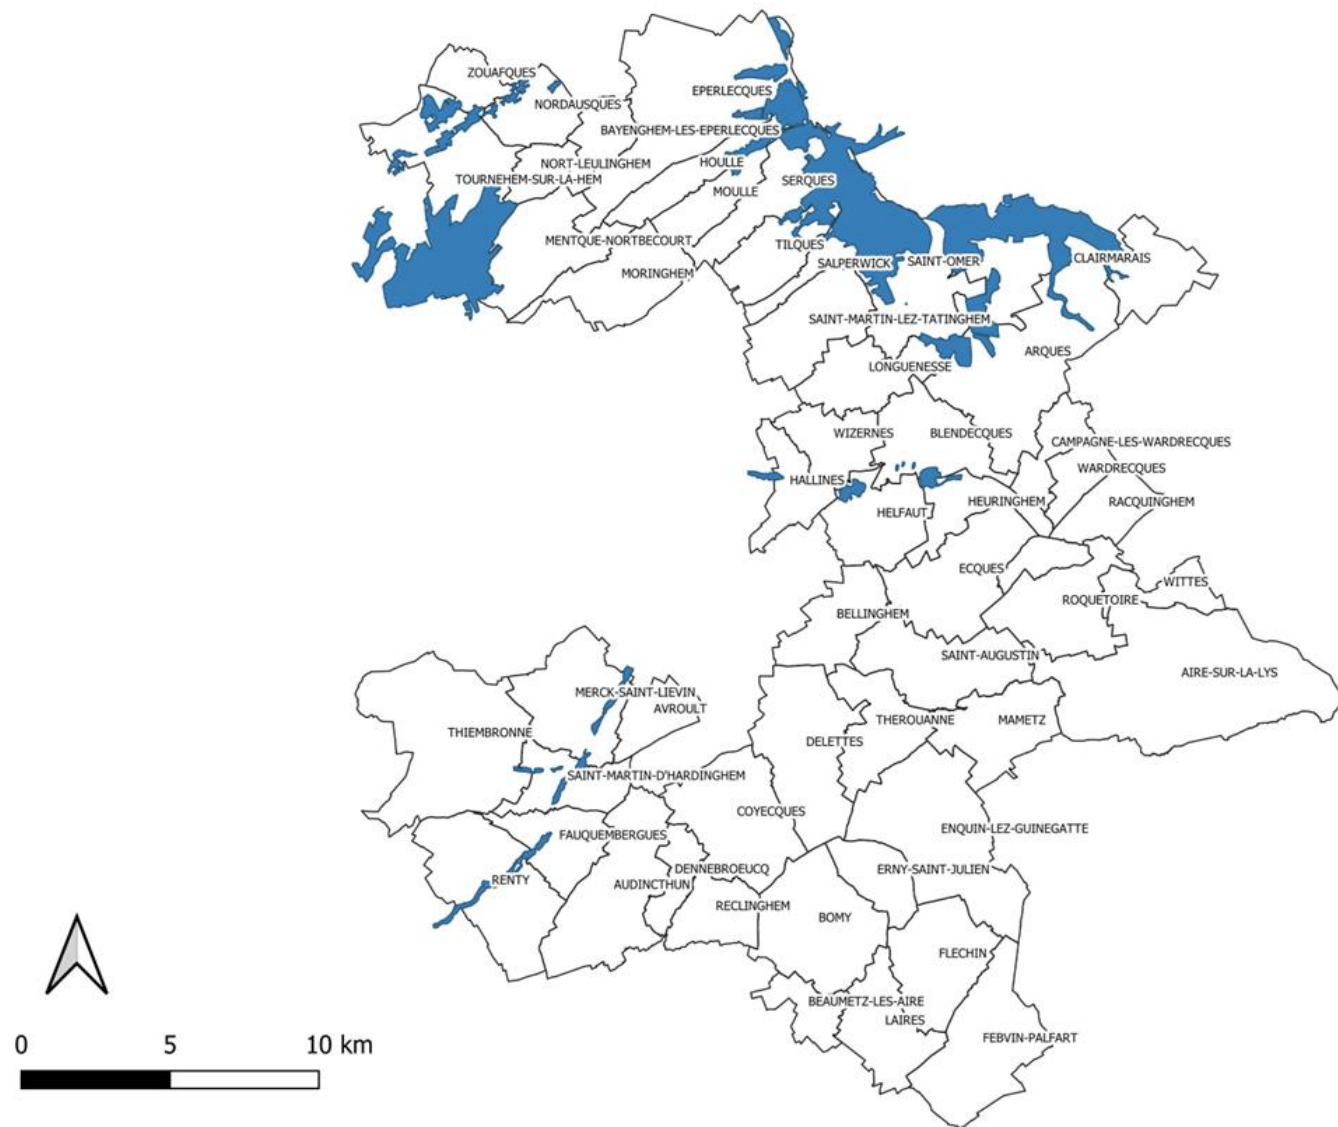 ZOUAFQUES
EPERLECQUES
NORDAUSQUES
BAYENGHEM-LES-EPERLECQUES
NORT-LEULINGHEM
HOULLE
TOURNEHEM-SUR-LA-HEM
SERQUES
MOULLE
MENTQUE-NORTBECOURT
TILQUES
CLAIRMARAIS
SALPERWICK
SAINT-OMER
MORINGHEM
SAINT-MARTIN-LEZ-TATINGHEM
ARQUES
LONGUENESSE
WIZERNES
BLENDECQUES
CAMPAGNE-LES-WARDRECQUES
WARDRECQUES
HALLINES
HEURINGHEM
RACQUINGHEM
HELFAUT
ECQUES
WITTES
ROQUETOIRE
BELLINGHEM
SAINT-AUGUSTIN
AIRE-SUR-LA-LYS
MERCK-SAINT-LIEVIN
AVROULT
THEROUANNE
MAMETZ
THIEMBRONNE
DELETTES
SAINT-MARTIN-D'HARDINGHEM
COYECQUES
ENQUIN-LEZ-GUINEGATTE
FAUQUEMBERGUES
DENNEBROEUCQ
ERNY-SAINT-JULIEN
RENTY
AUDINCTHUN
RECLINGHEM
BOMY
FLECHIN
BEAUMETZ-LES-AIRE
LAIRES
FEBVIN-PALFART
0 5 10 km